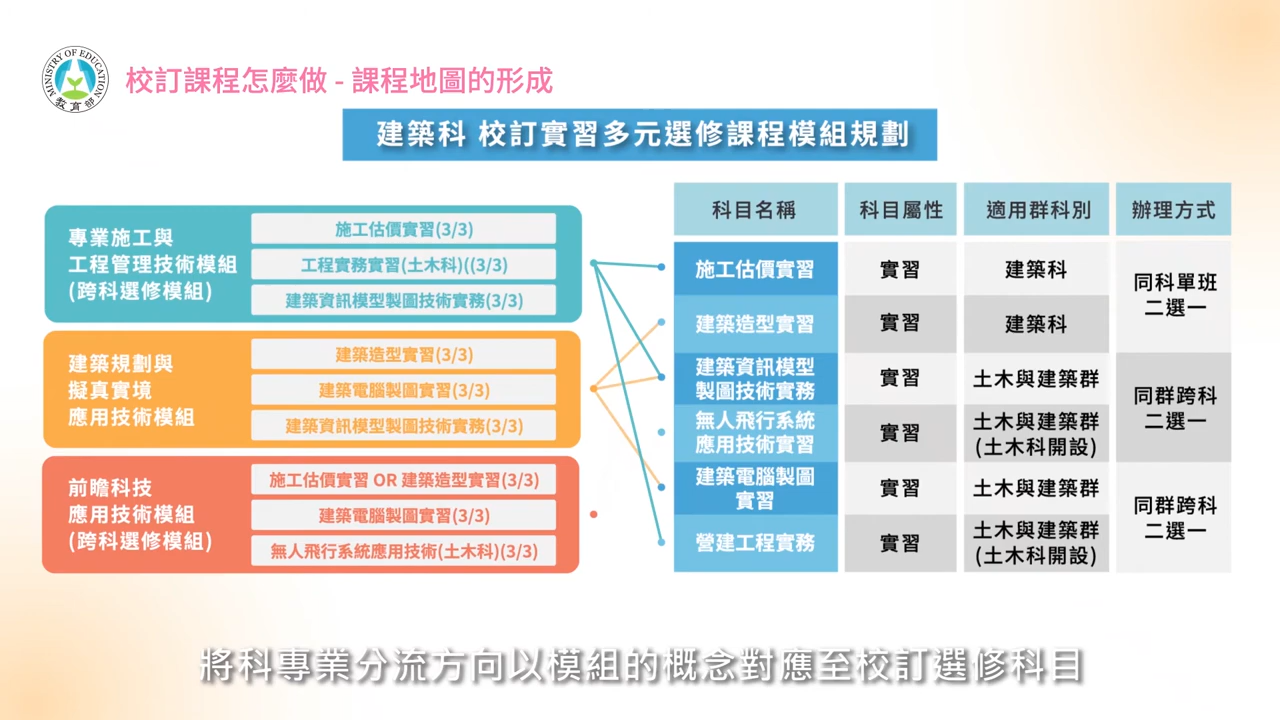 MINISTRY OF EDUCATION
教育部
校訂課程怎麼做 - 課程地圖的形成
建築科 校訂實習多元選修課程模組規劃
專業施工與
工程管理技術模組
(跨科選修模組)
施工估價實習(3/3)
工程實務實習(土木科)((3/3)
建築資訊模型製圖技術實務(3/3)
建築規劃與
擬真實境
應用技術模組
建築造型實習(3/3)
建築電腦製圖實習(3/3)
建築資訊模型製圖技術實務(3/3)
前瞻科技
應用技術模組
(跨科選修模組)
施工估價實習 OR 建築造型實習(3/3)
建築電腦製圖實習(3/3)
無人飛行系統應用技術(土木科)(3/3)
科目名稱 科目屬性 適用群科別 辦理方式
施工估價實習 實習 建築科
同科單班
二選一
建築造型實習 實習 建築科
建築資訊模型
製圖技術實務
實習 土木與建築群
同群跨科
二選一
無人飛行系統
應用技術實習
實習
土木與建築群
(土木科開設)
建築電腦製圖
實習
實習 土木與建築群
同群跨科
二選一
營建工程實務 實習
土木與建築群
(土木科開設)
將科專業分流方向以模組的概念對應至校訂選修科目